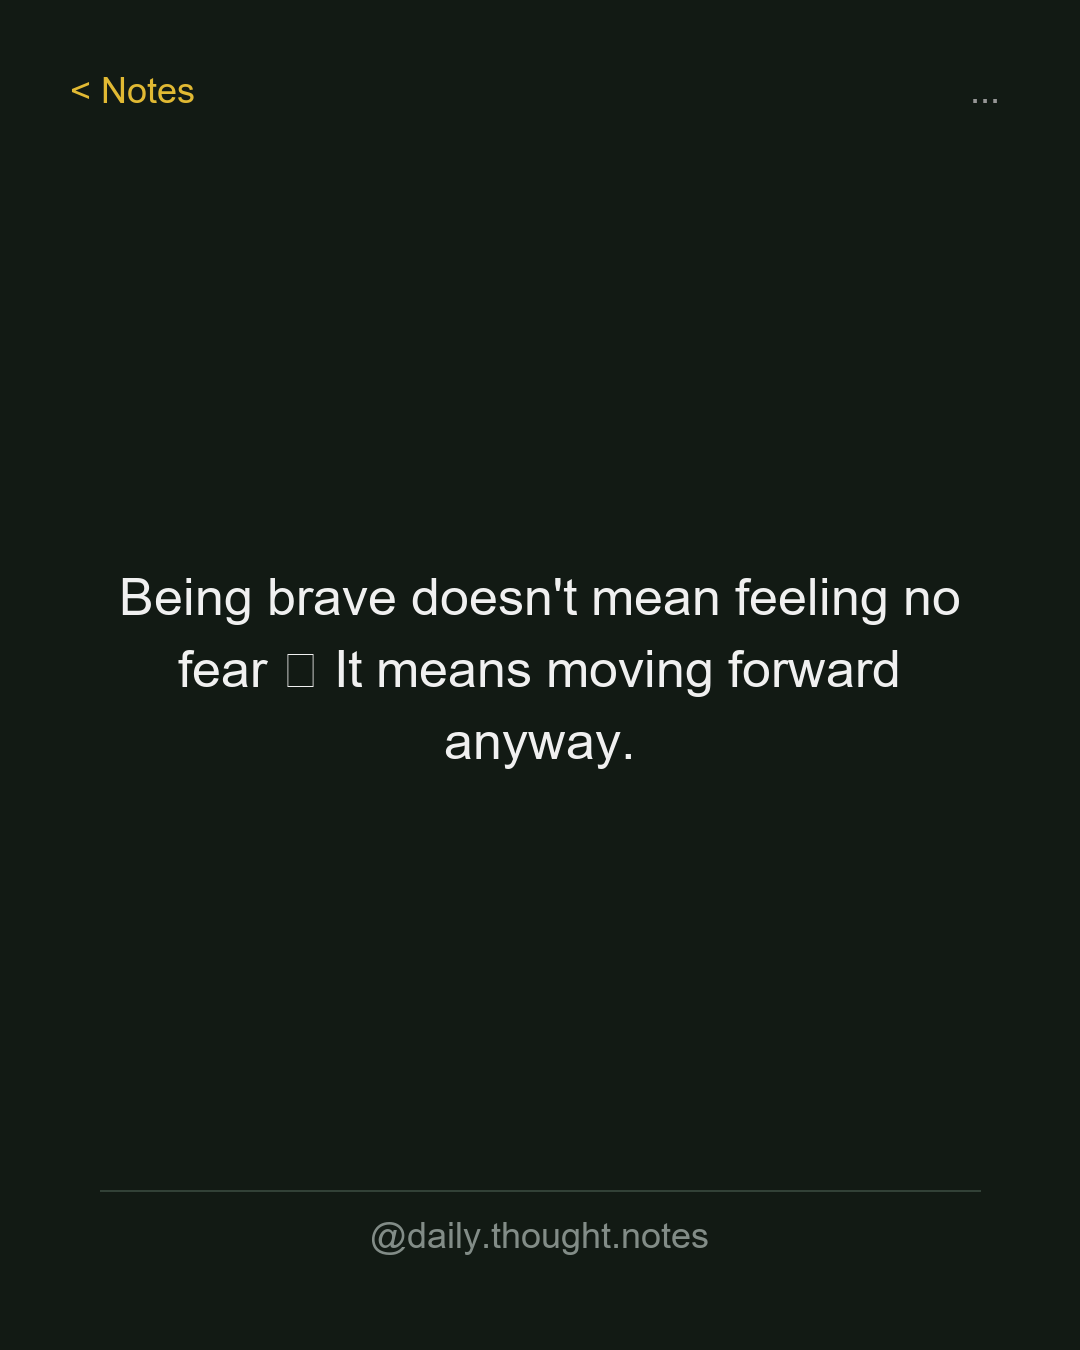 < Notes
...
Being brave doesn't mean feeling no
fear □ It means moving forward
anyway.
@daily.thought.notes